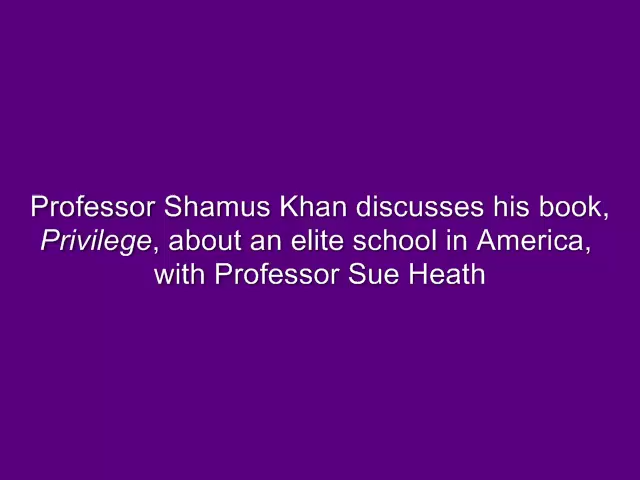 Professor Shamus Khan discusses his book,
Privilege, about an elite school in America,
with Professor Sue Heath